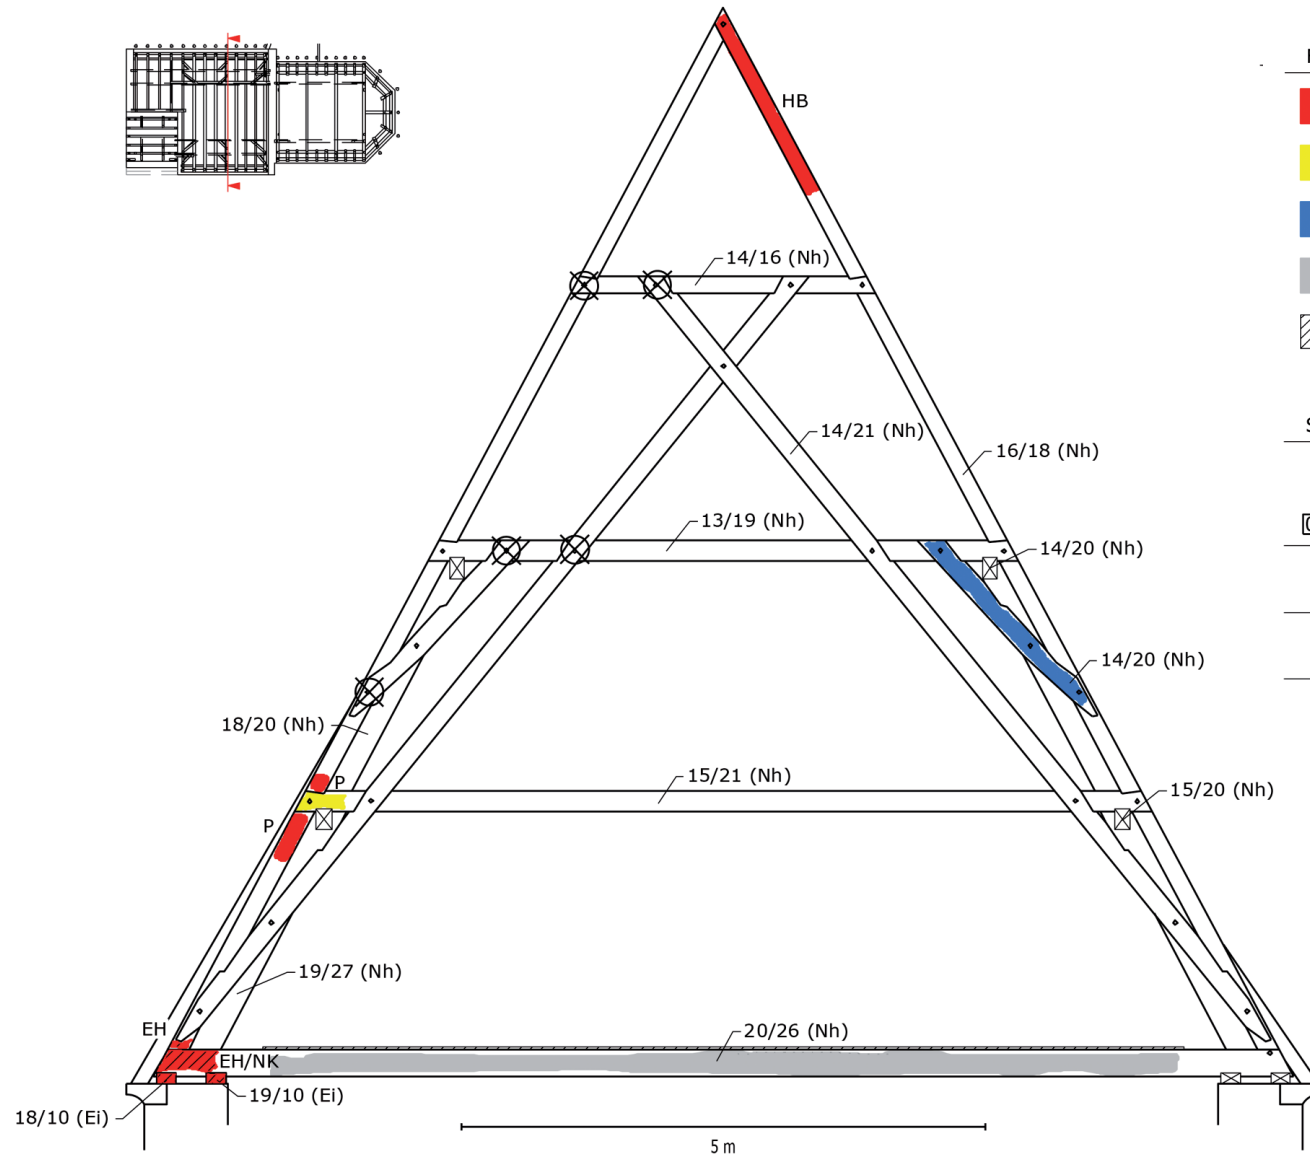 HB
14/16 (Nh)
14/21 (Nh)
16/18 (Nh)
13/19 (Nh)
14/20 (Nh)
14/20 (Nh)
18/20 (Nh)
P
15/21 (Nh)
15/20 (Nh)
P
19/27 (Nh)
EH
20/26 (Nh)
EH/NK
19/10 (Ei)
18/10 (Ei)
5 m